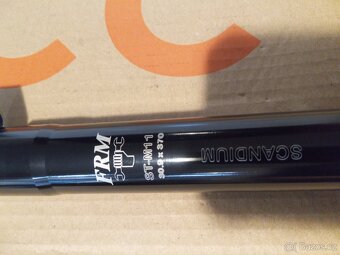 FRM
ST-M11
30.9 x 370
SCANDIUM